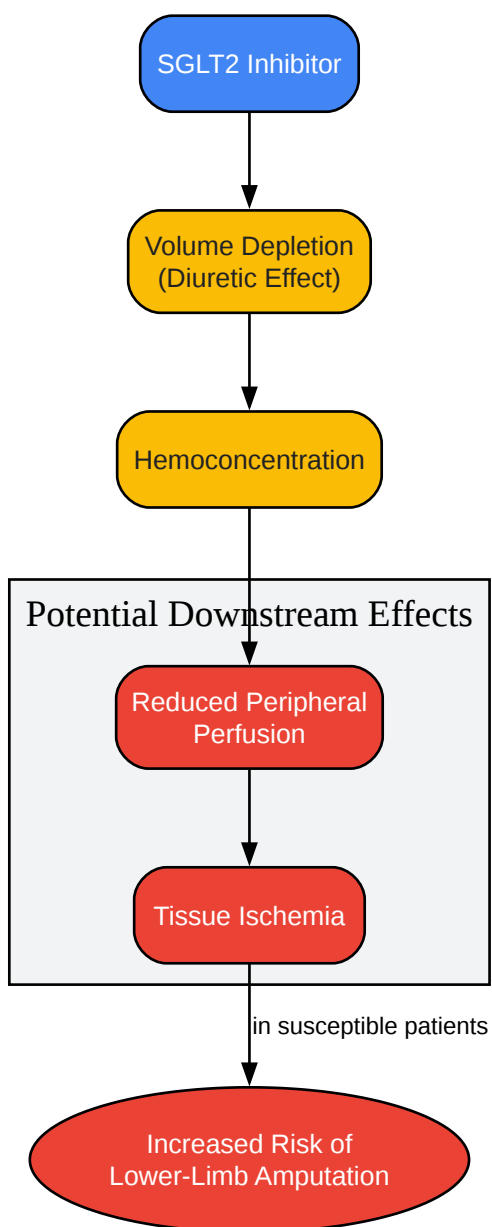 SGLT2 Inhibitor
Volume Depletion
(Diuretic Effect)
Hemoconcentration
Potential Downstream Effects
Reduced Peripheral
Perfusion
Tissue Ischemia
in susceptible patients
Increased Risk of
Lower-Limb Amputation